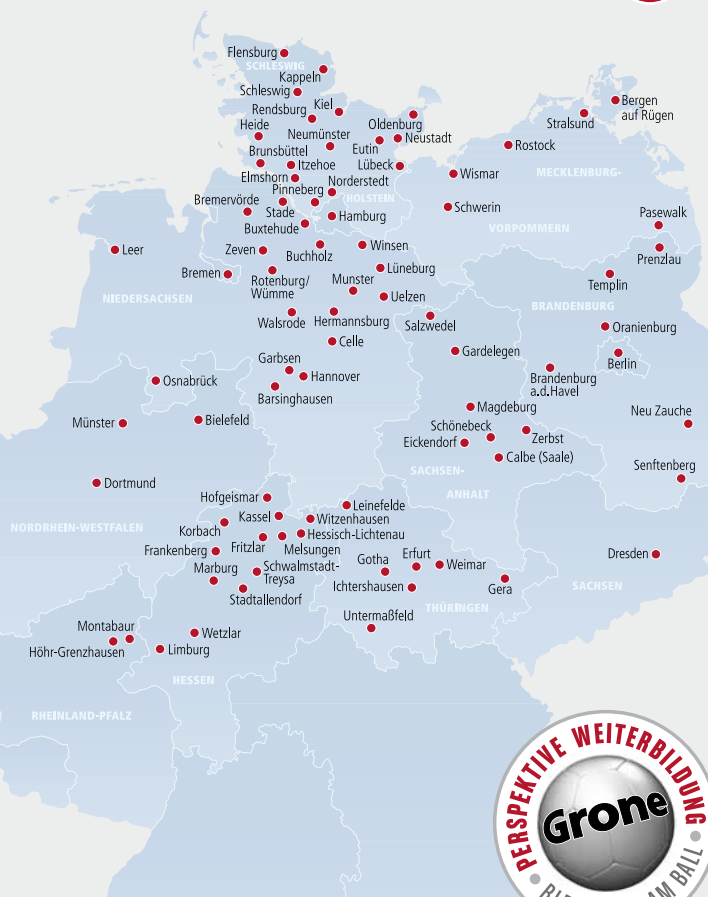 Flensburg
SCHLESWIG
Kappeln
Schleswig
Rendsburg
Kiel
Heide
Neumünster
Oldenburg
Neustadt
Eutin
Brunsbüttel
Itzehoe
Lübeck
Elmshorn
Norderstedt
Pinneberg
HOLSTEIN
Bremervörde
Stade
Hamburg
Buxtehude
Bergen
auf Rügen
Stralsund
Rostock
Wismar
MECKLENBURG-
Schwerin
VORPOMMERN
Pasewalk
Prenzlau
Templin
Leer
Zeven
Buchholz
Winsen
Bremen
Rotenburg/
Wümme
Munster
Lüneburg
Uelzen
NIEDERSACHSEN
Walsrode
Hermannsburg
Celle
Salzwedel
BRANDENBURG
Oranienburg
Gardelegen
Berlin
Garbsen
Hannover
Barsinghausen
Osnabrück
Brandenburg
a.d.Havel
Münster
Bielefeld
Magdeburg
Schönebeck
Eickendorf
Zerbst
Calbe (Saale)
Neu Zauche
Senftenberg
SACHSEN-
ANHALT
Dortmund
NORDRHEIN-WESTFALEN
Hofgeismar
Leinefelde
Kassel
Witzenhausen
Korbach
Hessisch-Lichtenau
Fritzlar
Melsungen
Frankenberg
Marburg
Schwalmstadt-
Treysa
Stadtallendorf
Gotha
Erfurt
Weimar
Ichtershausen
Gera
Dresden
SACHSEN
THÜRINGEN
Untermaßfeld
Montabaur
Höhr-Grenzhausen
Wetzlar
Limburg
HESSEN
RHEINLAND-PFALZ
PERSPEKTIVE WEITERBILDUNG
Grone
BALL